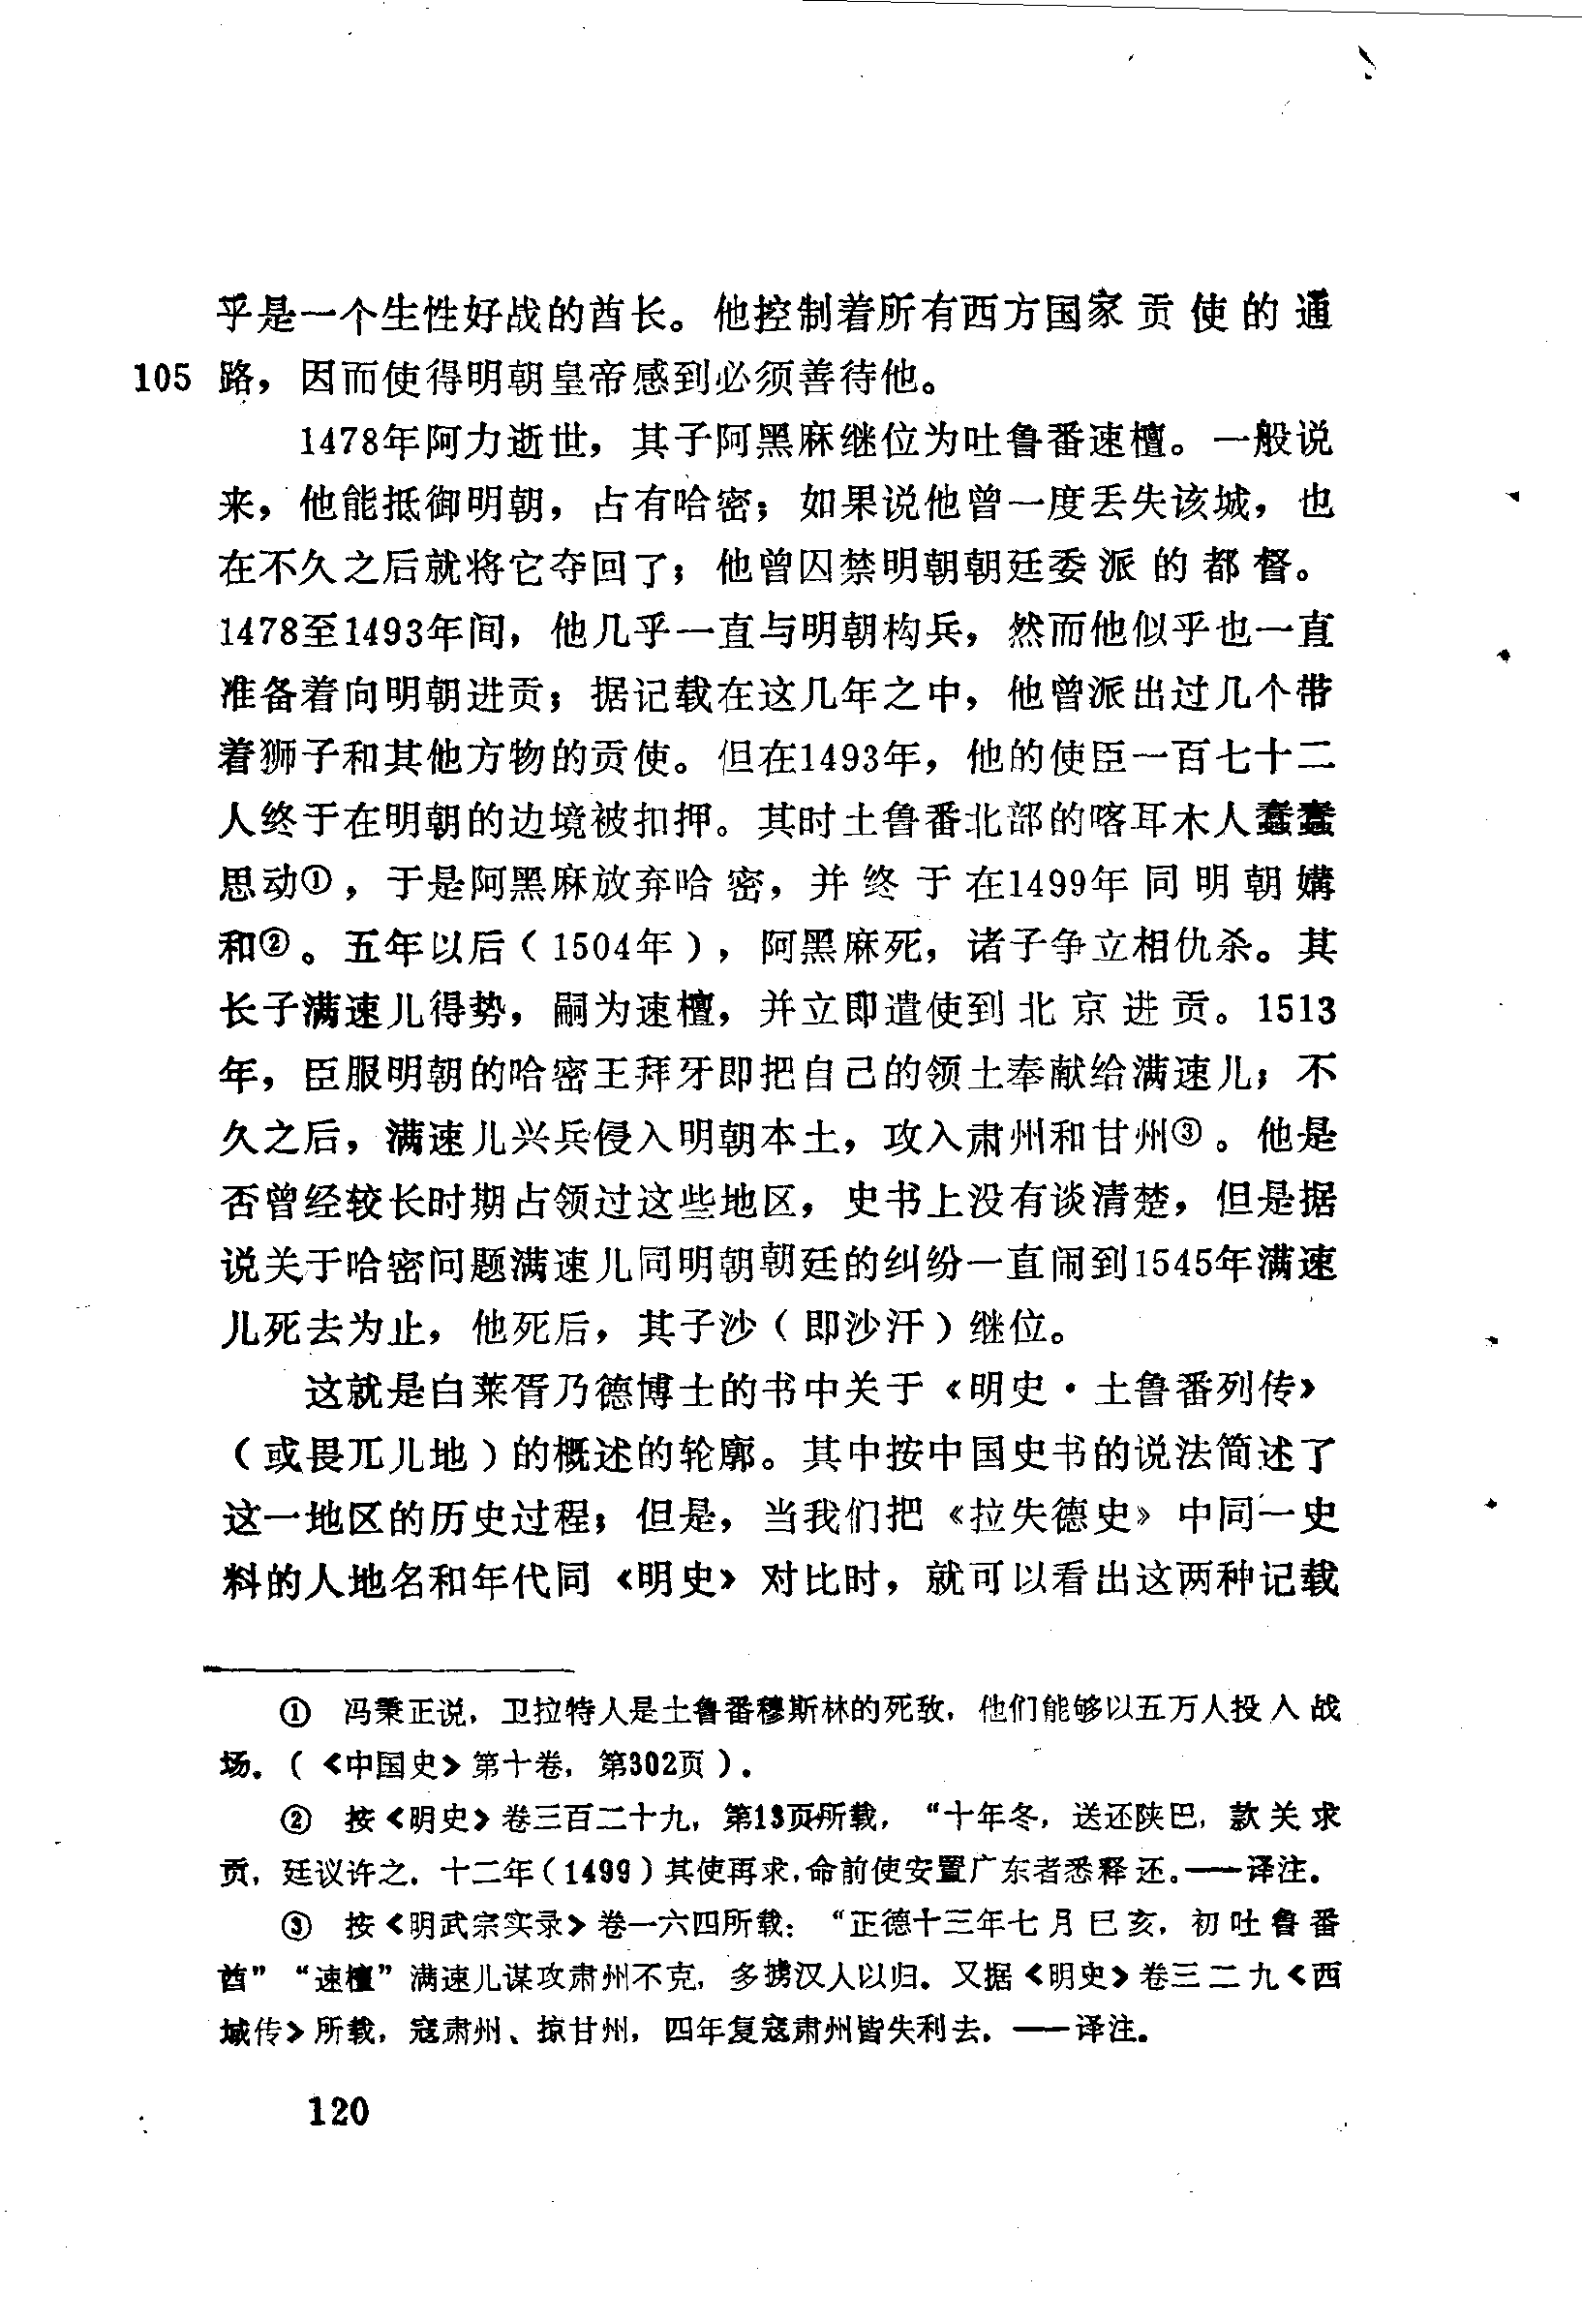 乎是一个生性好战的酋长。他控制着所有西方国家贡使的通
105 路，因而使得明朝皇帝感到必须善待他。
1478年阿力逝世，其子阿黑麻继位为吐鲁番速檀。一般说
来，他能抵御明朝，占有哈密；如果说他曾一度丢失该城，也
在不久之后就将它夺回了；他曾囚禁明朝朝廷委派的都督。
1478至1493年间，他几乎一直与明朝构兵，然而他似乎也一直
准备着向明朝进贡；据记载在这几年之中，他曾派出过几个带
着狮子和其他方物的贡使。但在1493年，他的使臣一百七十二
人终于在明朝的边境被扣押。其时土鲁番北部的喀耳木人蠢蠢
思动①，于是阿黑麻放弃哈密，并终于在1499年同明朝媾
和②。五年以后（1504年），阿黑麻死，诸子争立相仇杀。其
长子满速儿得势，嗣为速檀，并立即遣使到北京进贡。1513
年，臣服明朝的哈密王拜牙即把自己的领土奉献给满速儿；不
久之后，满速儿兴兵侵入明朝本土，攻入肃州和甘州③。他是
否曾经较长时期占领过这些地区，史书上没有谈清楚，但是据
说关于哈密问题满速儿同明朝朝廷的纠纷一直闹到1545年满速
儿死去为止，他死后，其子沙（即沙汗）继位。
这就是白莱胥乃德博士的书中关于《明史·土鲁番列传》
（或畏兀儿地）的概述的轮廓。其中按中国史书的说法简述了
这一地区的历史过程；但是，当我们把《拉失德史》中同一史
料的人地名和年代同《明史》对比时，就可以看出这两种记载
① 冯秉正说，卫拉特人是土鲁番穆斯林的死敌，他们能够以五万人投入战
场。（《中国史》第十卷，第302页）。
② 按《明史》卷三百二十九，第13页所载，“十年冬，送还陕巴，款关求
贡，廷议许之。十二年（1499）其使再求，命前使安置广东者悉释还。——译注。
③ 按《明武宗实录》卷一六四所载：“正德十三年七月巳亥，初吐鲁番
酋”“速檀”满速儿谋攻肃州不克，多掳汉人以归。又据《明史》卷三二九《西
域传》所载，寇肃州、掠甘州，四年复寇肃州皆失利去。——译注。
120